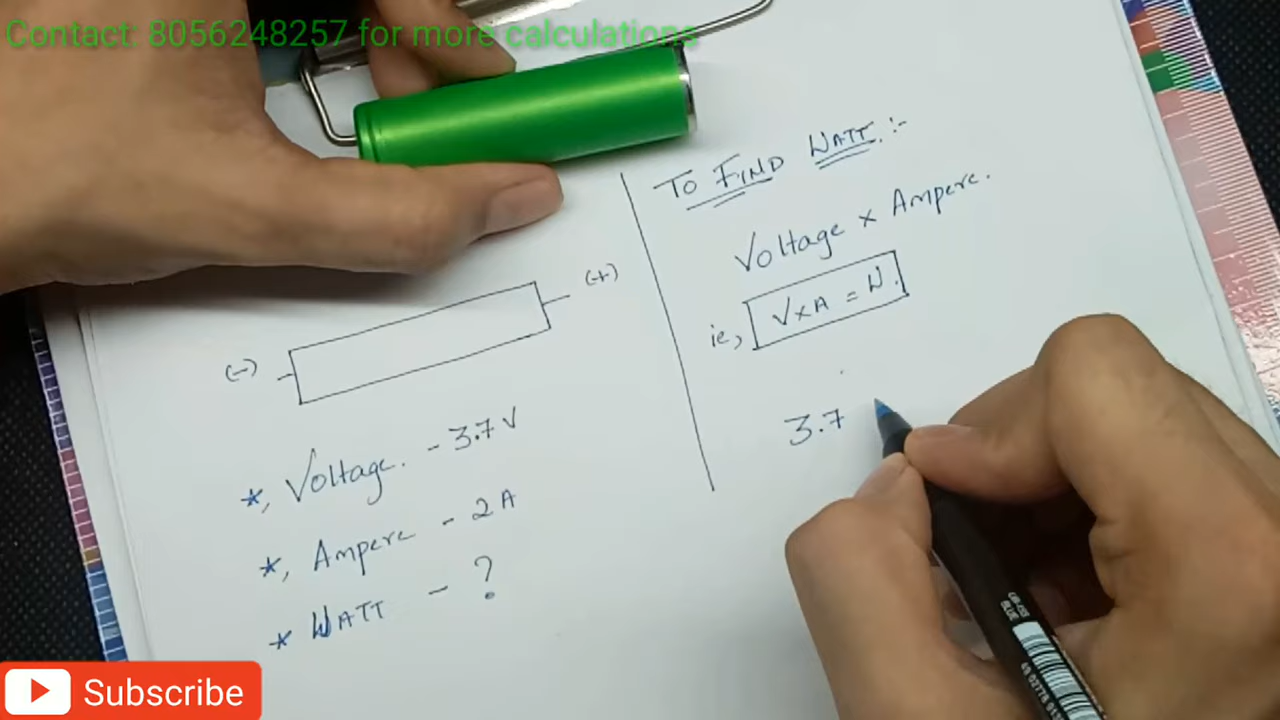 Contact: 8056248257 for more calculations
TO FIND WATT :-
Voltage x Ampere.
ie, V x A = W.
3.7
(-)
(+)
*, Voltage. - 3.7 V
*, Ampere - 2 A
* WATT - ?
Subscribe